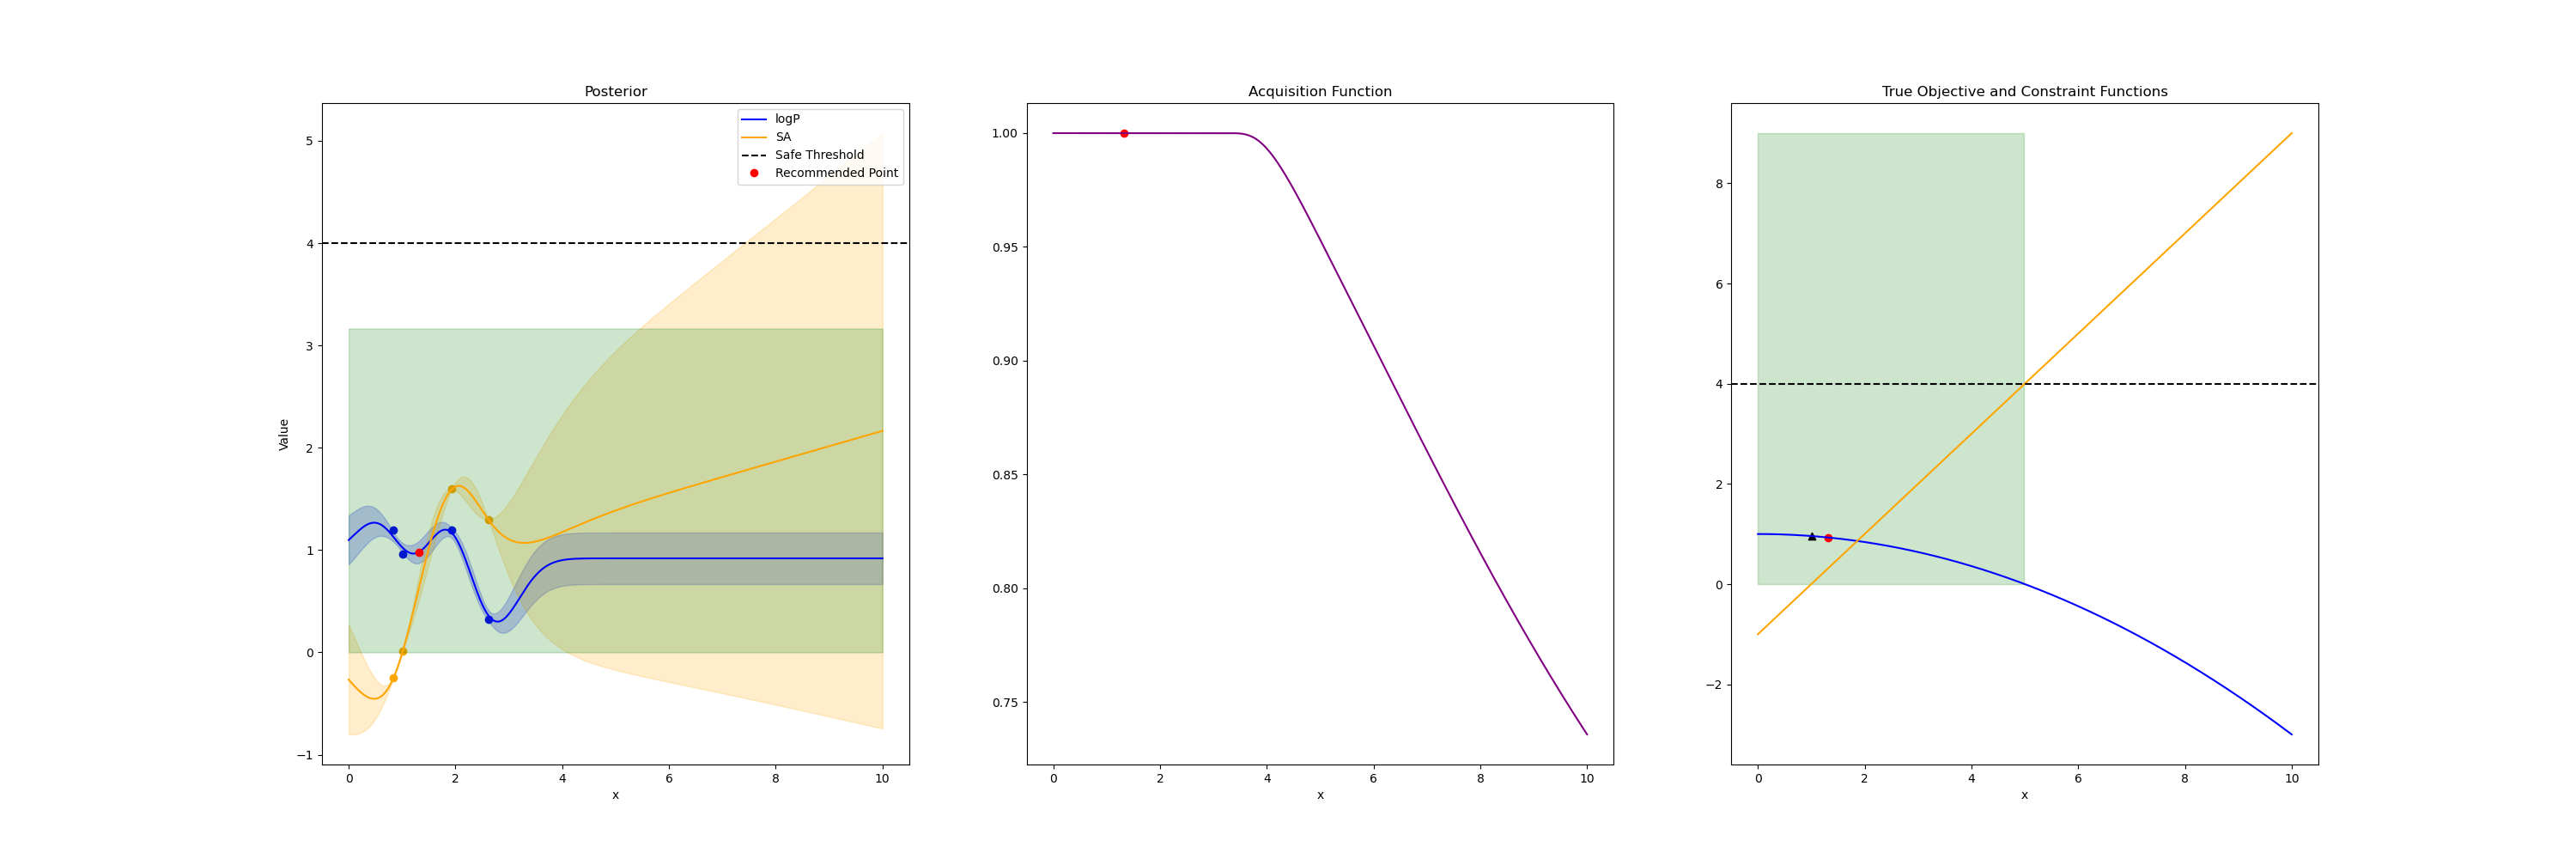 Posterior
Acquisition Function
True Objective and Constraint Functions
logP
SA
Safe Threshold
Recommended Point
Value
5
4
3
2
1
0
−1
0 2 4 6 8 10
x
1.00
0.95
0.90
0.85
0.80
0.75
0 2 4 6 8 10
x
8
6
4
2
0
−2
0 2 4 6 8 10
x